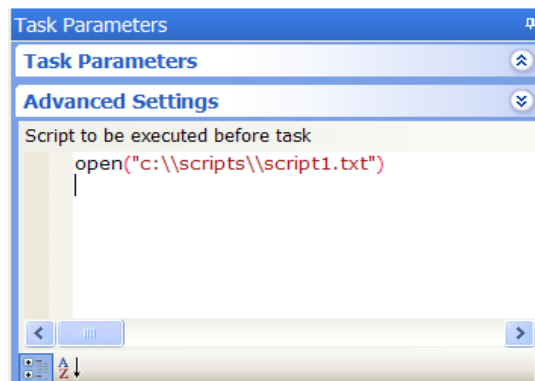 Task Parameters
Task Parameters
Advanced Settings
Script to be executed before task
open("c:\\scripts\\script1.txt")
A
Z